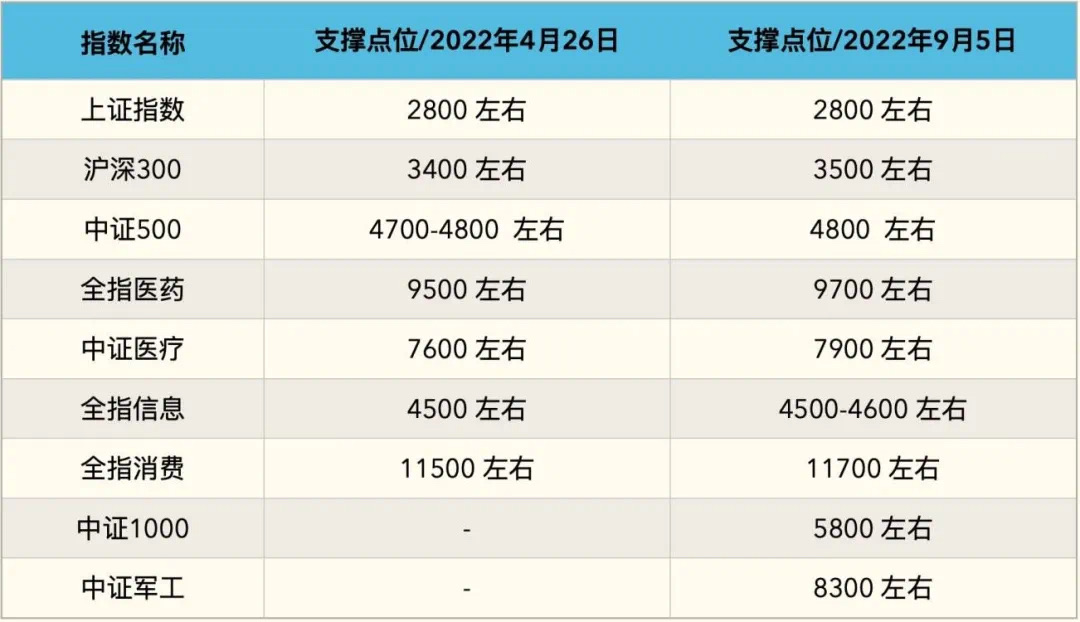 指数名称 支撑点位/2022年4月26日 支撑点位/2022年9月5日
上证指数 2800 左右 2800 左右
沪深300 3400 左右 3500 左右
中证500 4700-4800 左右 4800 左右
全指医药 9500 左右 9700 左右
中证医疗 7600 左右 7900 左右
全指信息 4500 左右 4500-4600 左右
全指消费 11500 左右 11700 左右
中证1000 - 5800 左右
中证军工 - 8300 左右